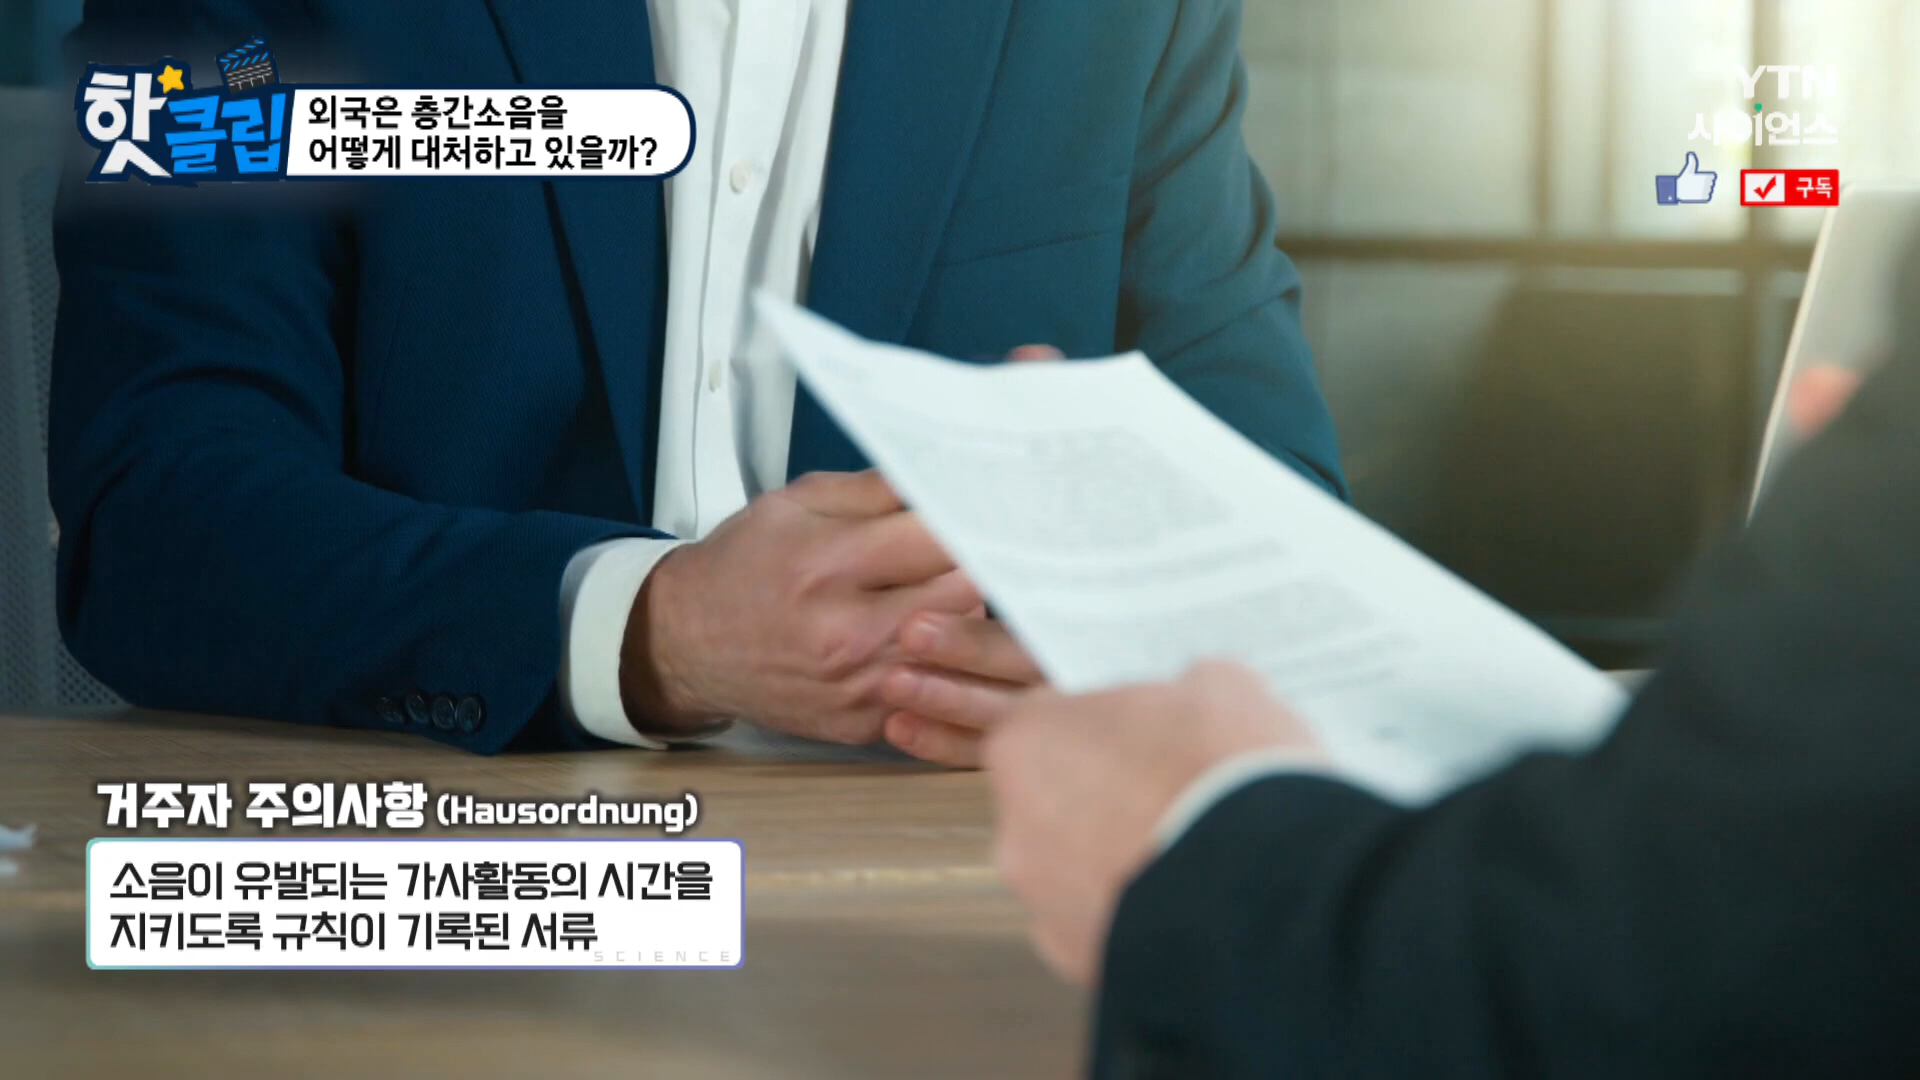 핫클립
외국은 층간소음을
어떻게 대처하고 있을까?
YTN
사이언스
구독
거주자 주의사항 (Hausordnung)
소음이 유발되는 가사활동의 시간을
지키도록 규칙이 기록된 서류
SCIENCE